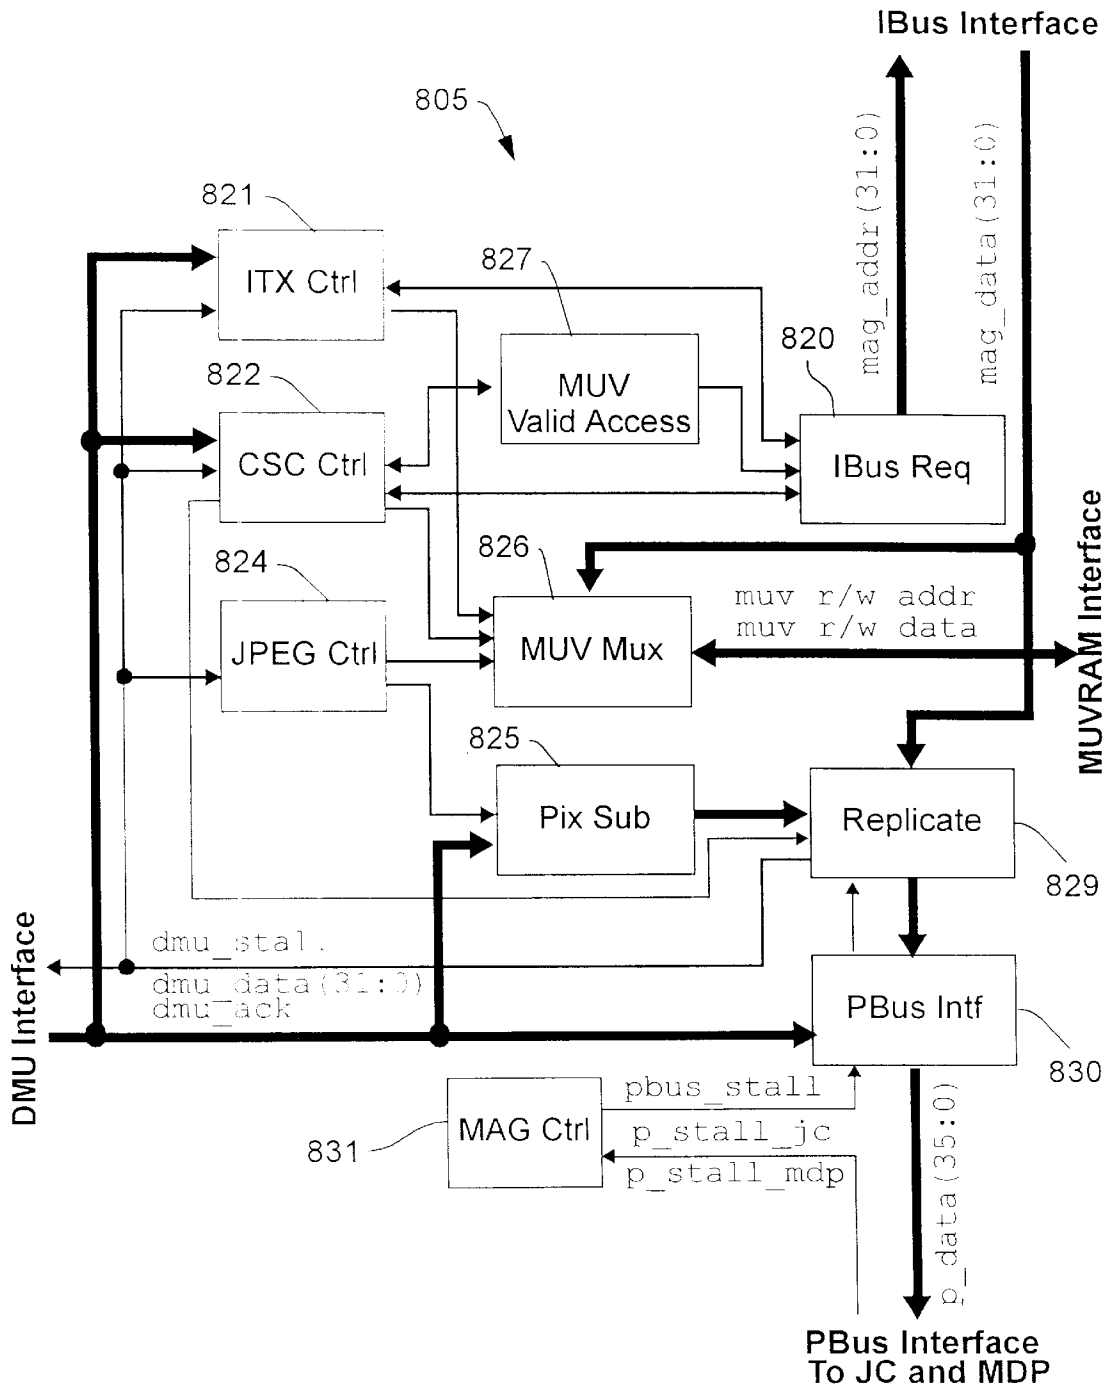 IBus Interface
805
mag_addr(31:0)
mag_data(31:0)
821
ITX Ctrl
827
MUV
Valid Access
820
IBus Req
822
CSC Ctrl
824
JPEG Ctrl
826
MUV Mux
muv r/w addr
muv r/w data
MUVRAM Interface
825
Pix Sub
Replicate
829
DMU Interface
dmu_stal.
dmu_data(31:0)
dmu_ack
PBus Intf
830
MAG Ctrl
831
pbus_stall
p_stall_jc
p_stall_mdp
p_data(35:0)
PBus Interface
To JC and MDP